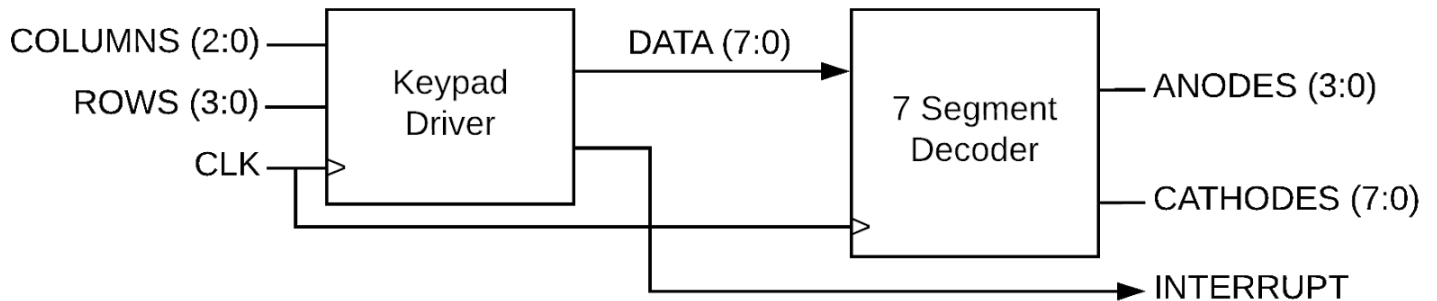 COLUMNS (2:0)
ROWS (3:0)
CLK
Keypad
Driver
DATA (7:0)
7 Segment
Decoder
ANODES (3:0)
CATHODES (7:0)
INTERRUPT